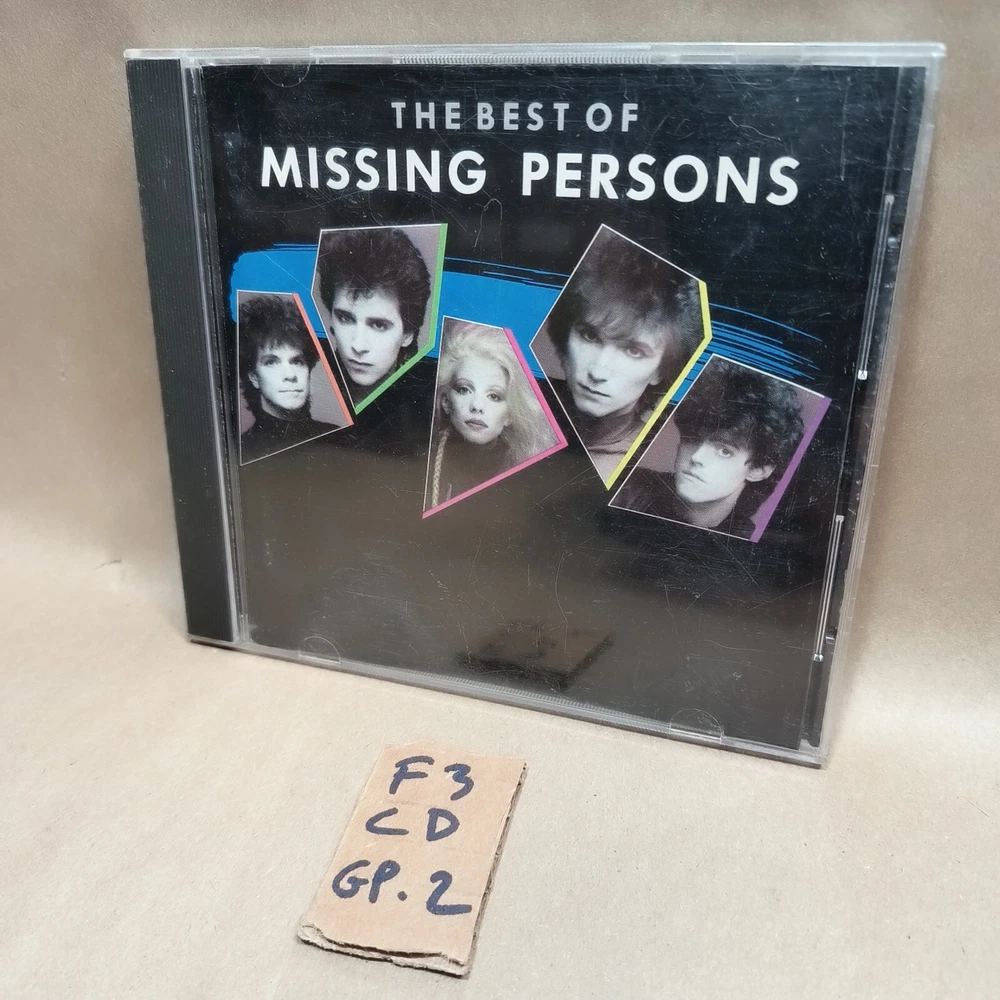 THE BEST OF
MISSING PERSONS
F3
CD
GP.2